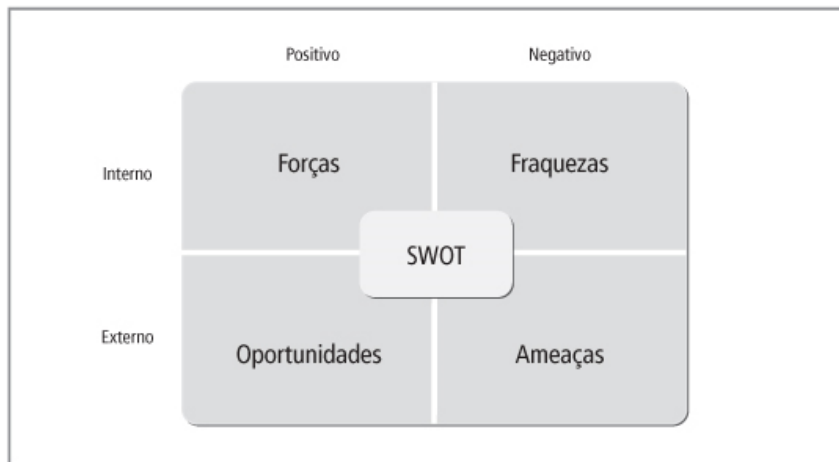 Positivo Negativo
Interno Forças Fraquezas
SWOT
Externo Oportunidades Ameaças